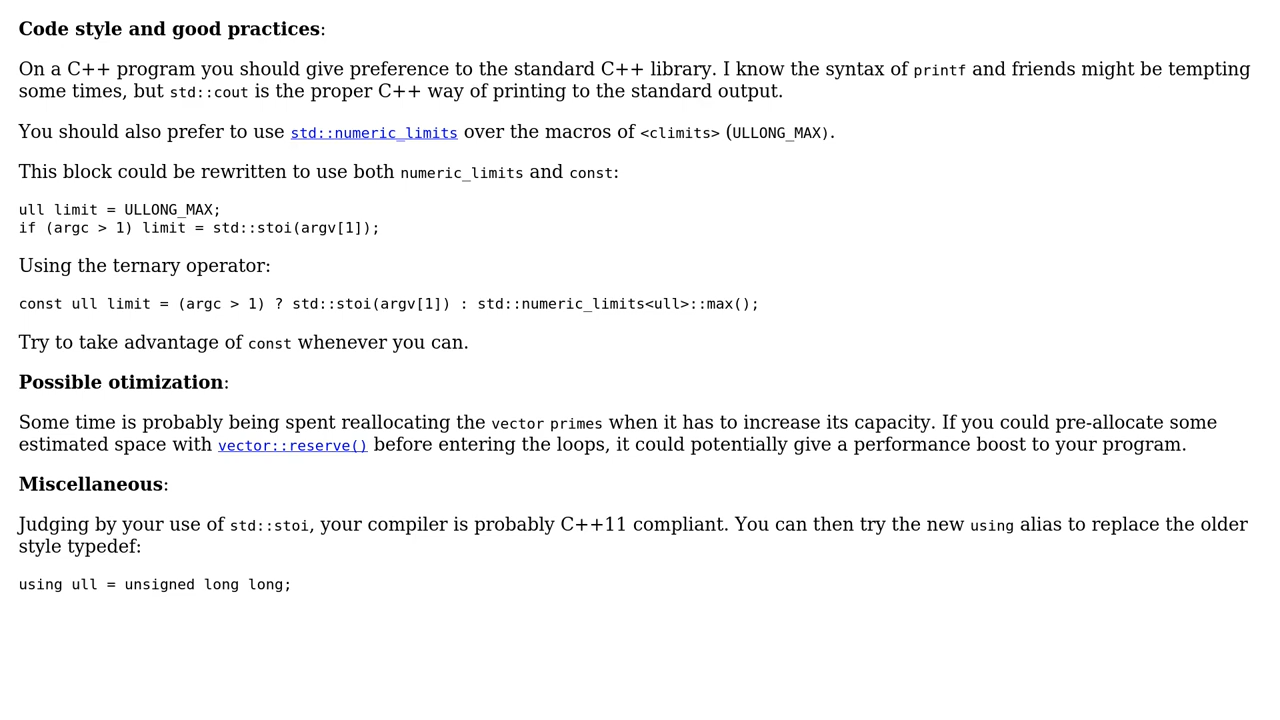 Code style and good practices:
On a C++ program you should give preference to the standard C++ library. I know the syntax of printf and friends might be tempting
some times, but std::cout is the proper C++ way of printing to the standard output.
You should also prefer to use std::numeric_limits over the macros of <climits> (ULLONG_MAX).
This block could be rewritten to use both numeric_limits and const:
ull limit = ULLONG_MAX;
if (argc > 1) limit = std::stoi(argv[1]);
Using the ternary operator:
const ull limit = (argc > 1) ? std::stoi(argv[1]) : std::numeric_limits<ull>::max();
Try to take advantage of const whenever you can.
Possible otimization:
Some time is probably being spent reallocating the vector primes when it has to increase its capacity. If you could pre-allocate some
estimated space with vector::reserve() before entering the loops, it could potentially give a performance boost to your program.
Miscellaneous:
Judging by your use of std::stoi, your compiler is probably C++11 compliant. You can then try the new using alias to replace the older
style typedef:
using ull = unsigned long long;